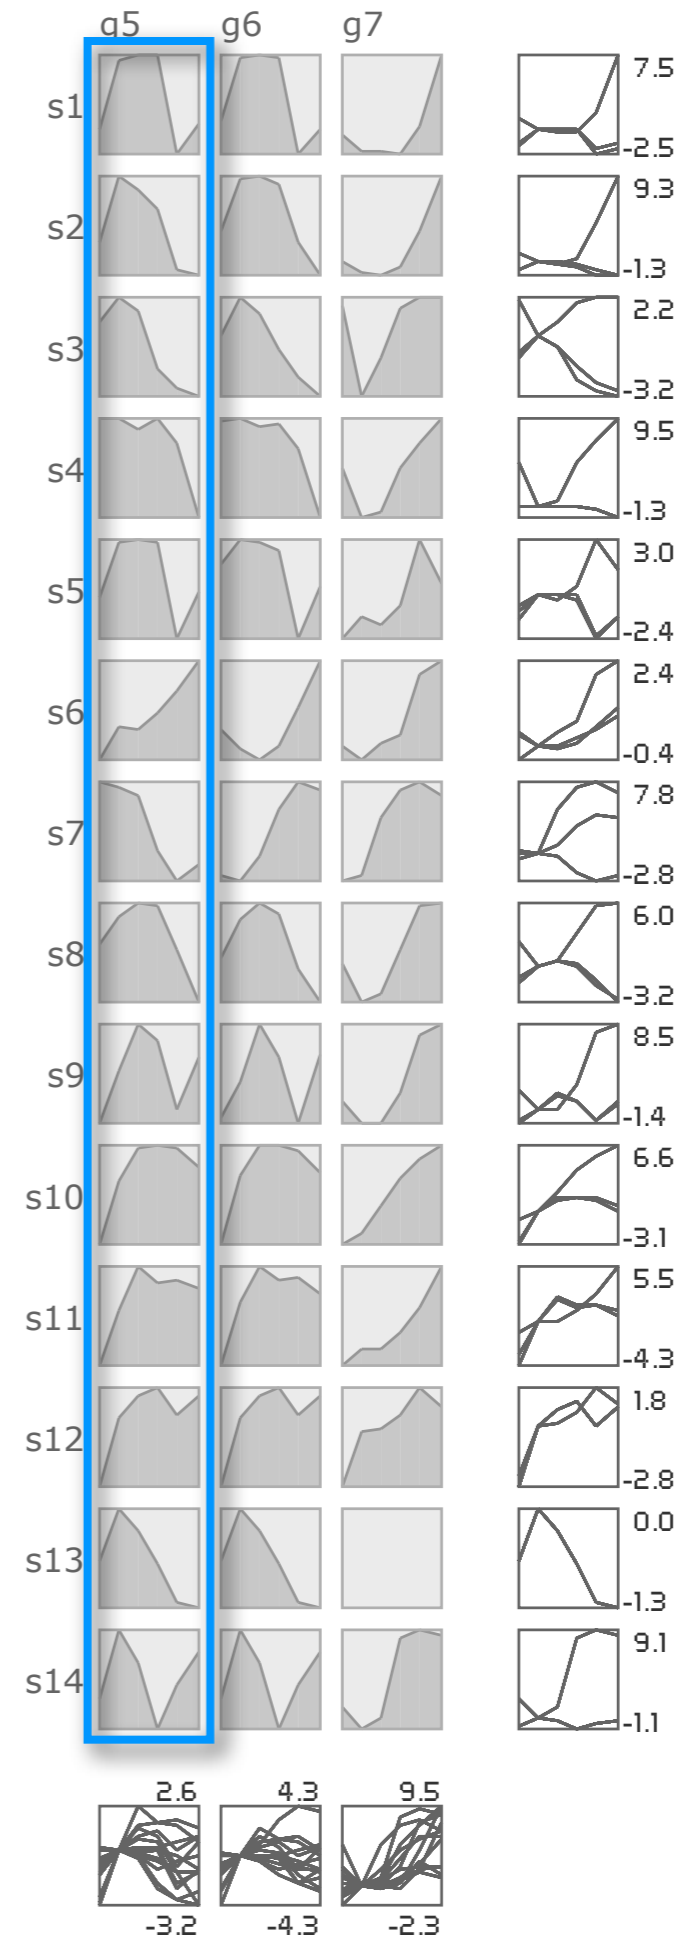 g5 g6 g7
s1 7.5
-2.5
s2 9.3
-1.3
s3 2.2
-3.2
s4 9.5
-1.3
s5 3.0
-2.4
s6 2.4
-0.4
s7 7.8
-2.8
s8 6.0
-3.2
s9 8.5
-1.4
s10 6.6
-3.1
s11 5.5
-4.3
s12 1.8
-2.8
s13 0.0
-1.3
s14 9.1
-1.1
2.6 4.3 9.5
-3.2 -4.3 -2.3